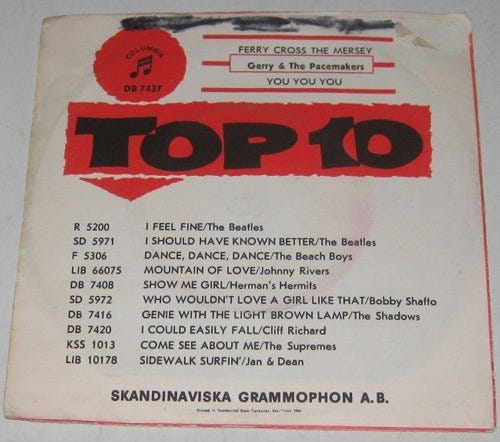 COLUMBIA
DB 7437
FERRY CROSS THE MERSEY
Gerry & The Pacemakers
YOU YOU YOU
TOP 10
R 5200 I FEEL FINE/The Beatles
SD 5971 I SHOULD HAVE KNOWN BETTER/The Beatles
F 5306 DANCE, DANCE, DANCE/The Beach Boys
LIB 66075 MOUNTAIN OF LOVE/Johnny Rivers
DB 7408 SHOW ME GIRL/Herman's Hermits
SD 5972 WHO WOULDN'T LOVE A GIRL LIKE THAT/Bobby Shafto
DB 7416 GENIE WITH THE LIGHT BROWN LAMP/The Shadows
DB 7420 I COULD EASILY FALL/Cliff Richard
KSS 1013 COME SEE ABOUT ME/The Supremes
LIB 10178 SIDEWALK SURFIN'/Jan & Dean
SKANDINAVISKA GRAMMOPHON A.B.
Printed in